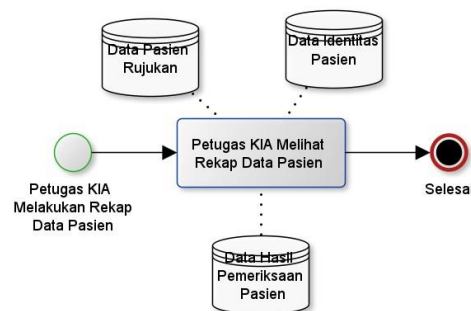 Data Pasien
Rujukan
Data Identitas
Pasien
Petugas KIA Melihat
Rekap Data Pasien
Petugas KIA
Melakukan Rekap
Data Pasien
Selesai
Data Hasil
Pemeriksaan
Pasien